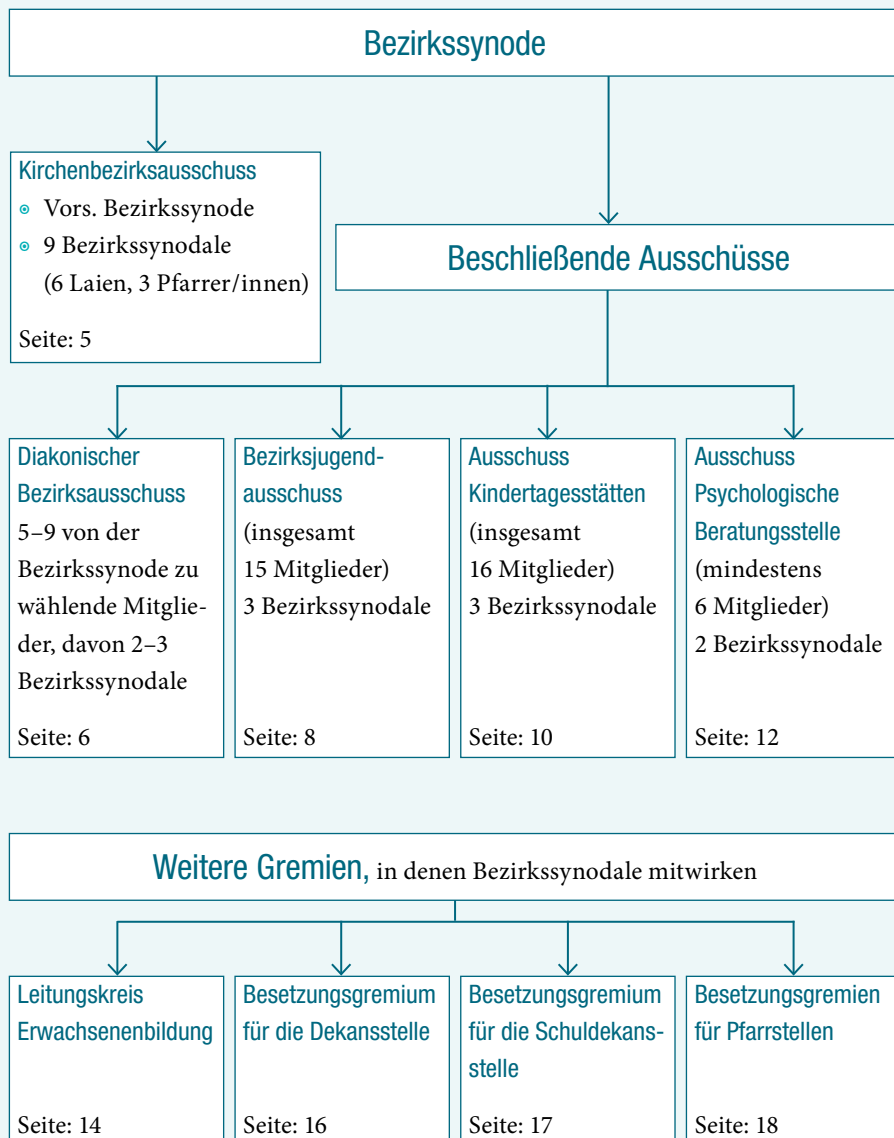 Bezirkssynode
Kirchenbezirksausschuss
Vors. Bezirkssynode
9 Bezirkssynodale
(6 Laien, 3 Pfarrer/innen)
Seite: 5
Beschließende Ausschüsse
Diakonischer
Bezirksausschuss
5–9 von der
Bezirkssynode zu
wählende Mitglie-
der, davon 2–3
Bezirkssynodale
Seite: 6
Bezirksjugend-
ausschuss
(insgesamt
15 Mitglieder)
3 Bezirkssynodale
Seite: 8
Ausschuss
Kindertagesstätten
(insgesamt
16 Mitglieder)
3 Bezirkssynodale
Seite: 10
Ausschuss
Psychologische
Beratungsstelle
(mindestens
6 Mitglieder)
2 Bezirkssynodale
Seite: 12
Weitere Gremien, in denen Bezirkssynodale mitwirken
Leitungskreis
Erwachsenenbildung
Seite: 14
Besetzungsgremium
für die Dekansstelle
Seite: 16
Besetzungsgremium
für die Schuldekans-
stelle
Seite: 17
Besetzungsgremien
für Pfarrstellen
Seite: 18